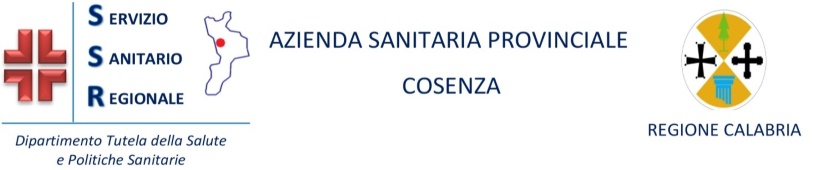 SERVIZIO
SANITARIO
REGIONALE
Dipartimento Tutela della Salute
e Politiche Sanitarie
AZIENDA SANITARIA PROVINCIALE
COSENZA
REGIONE CALABRIA